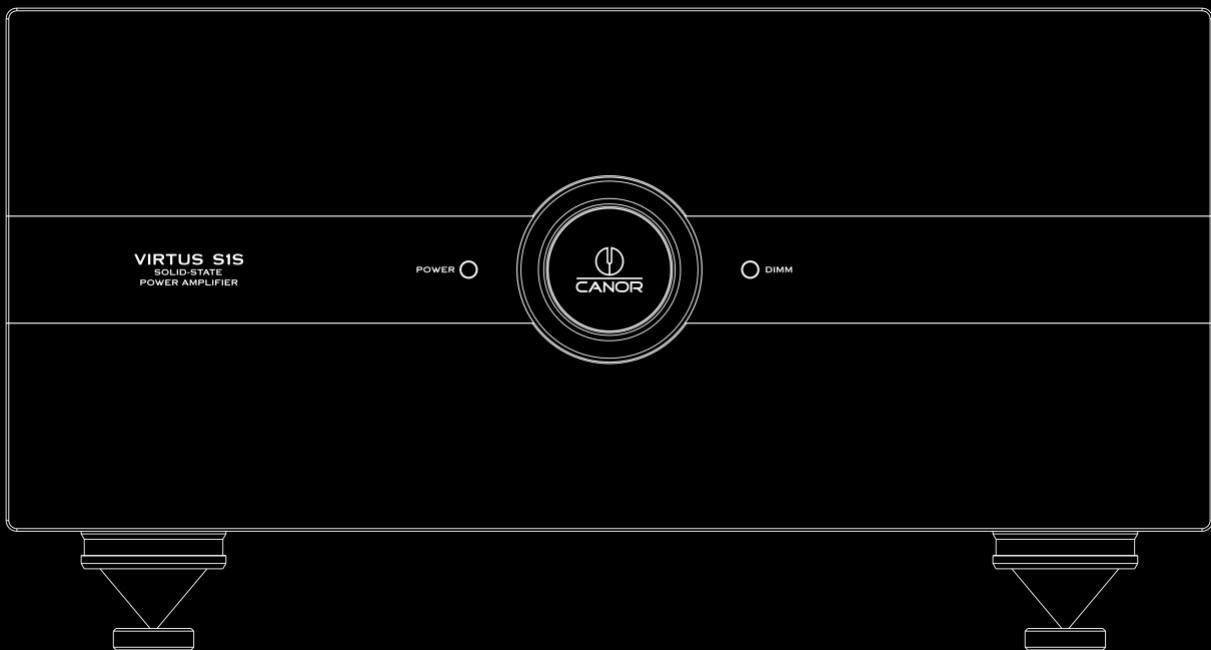 VIRTUS S1S
SOLID-STATE
POWER AMPLIFIER
POWER
CANOR
DIMM